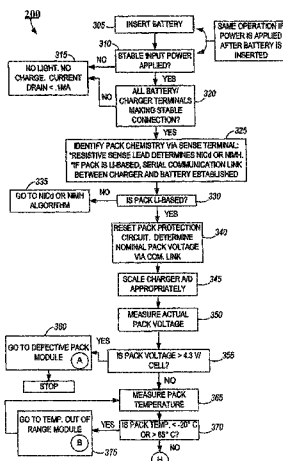 200
305
INSERT BATTERY
SAME OPERATION IF
POWER IS APPLIED
AFTER BATTERY IS
INSERTED
310
STABLE INPUT POWER
APPLIED?
NO
315
NO LIGHT. NO
CHARGE. CURRENT
DRAIN < .1MA
YES
NO
ALL BATTERY/
CHARGER TERMINALS
MAKING STABLE
CONNECTION?
320
YES
325
IDENTIFY PACK CHEMISTRY VIA SENSE TERMINAL:
*RESISTIVE SENSE LEAD DETERMINES NICd OR NIMH.
*IF PACK IS LI-BASED, SERIAL COMMUNICATION LINK
BETWEEN CHARGER AND BATTERY ESTABLISHED
335
GO TO NICd OR NIMH
ALGORITHM
NO
IS PACK LI-BASED?
330
YES
340
RESET PACK PROTECTION
CIRCUIT. DETERMINE
NOMINAL PACK VOLTAGE
VIA COM. LINK
345
SCALE CHARGER A/D
APPROPRIATELY
350
MEASURE ACTUAL
PACK VOLTAGE
360
GO TO DEFECTIVE PACK
MODULE A
YES
IS PACK VOLTAGE > 4.3 V/
CELL?
355
STOP
NO
MEASURE PACK
TEMPERATURE
365
GO TO TEMP. OUT OF
RANGE MODULE
B
375
YES
IS PACK TEMP. < -20° C
OR > 65° C?
370
NO
H